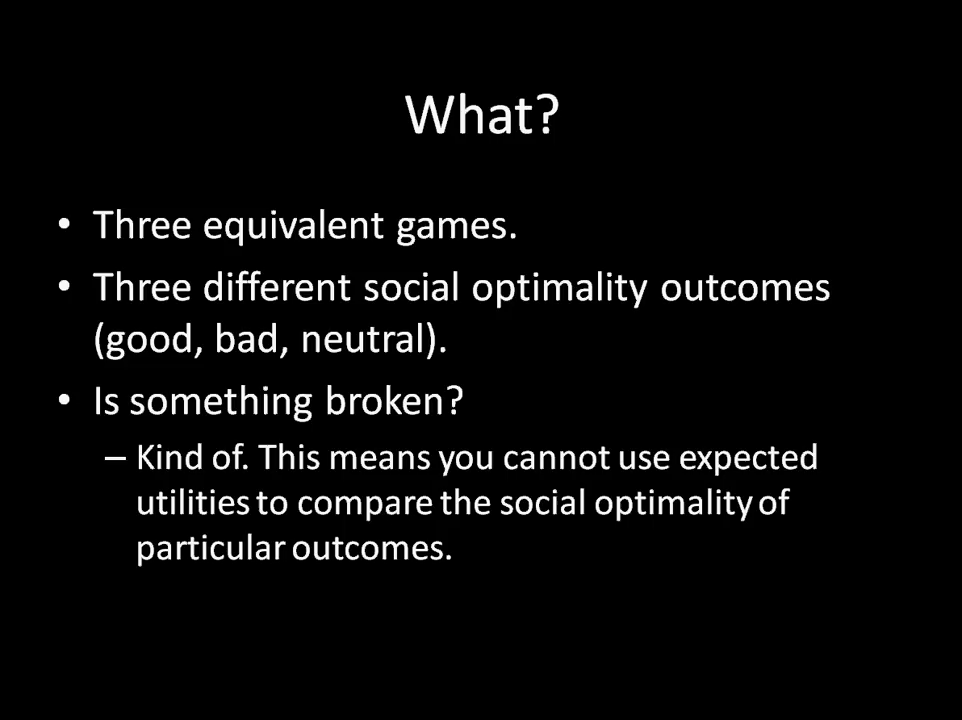 What?
• Three equivalent games.
• Three different social optimality outcomes
(good, bad, neutral).
• Is something broken?
– Kind of. This means you cannot use expected
utilities to compare the social optimality of
particular outcomes.